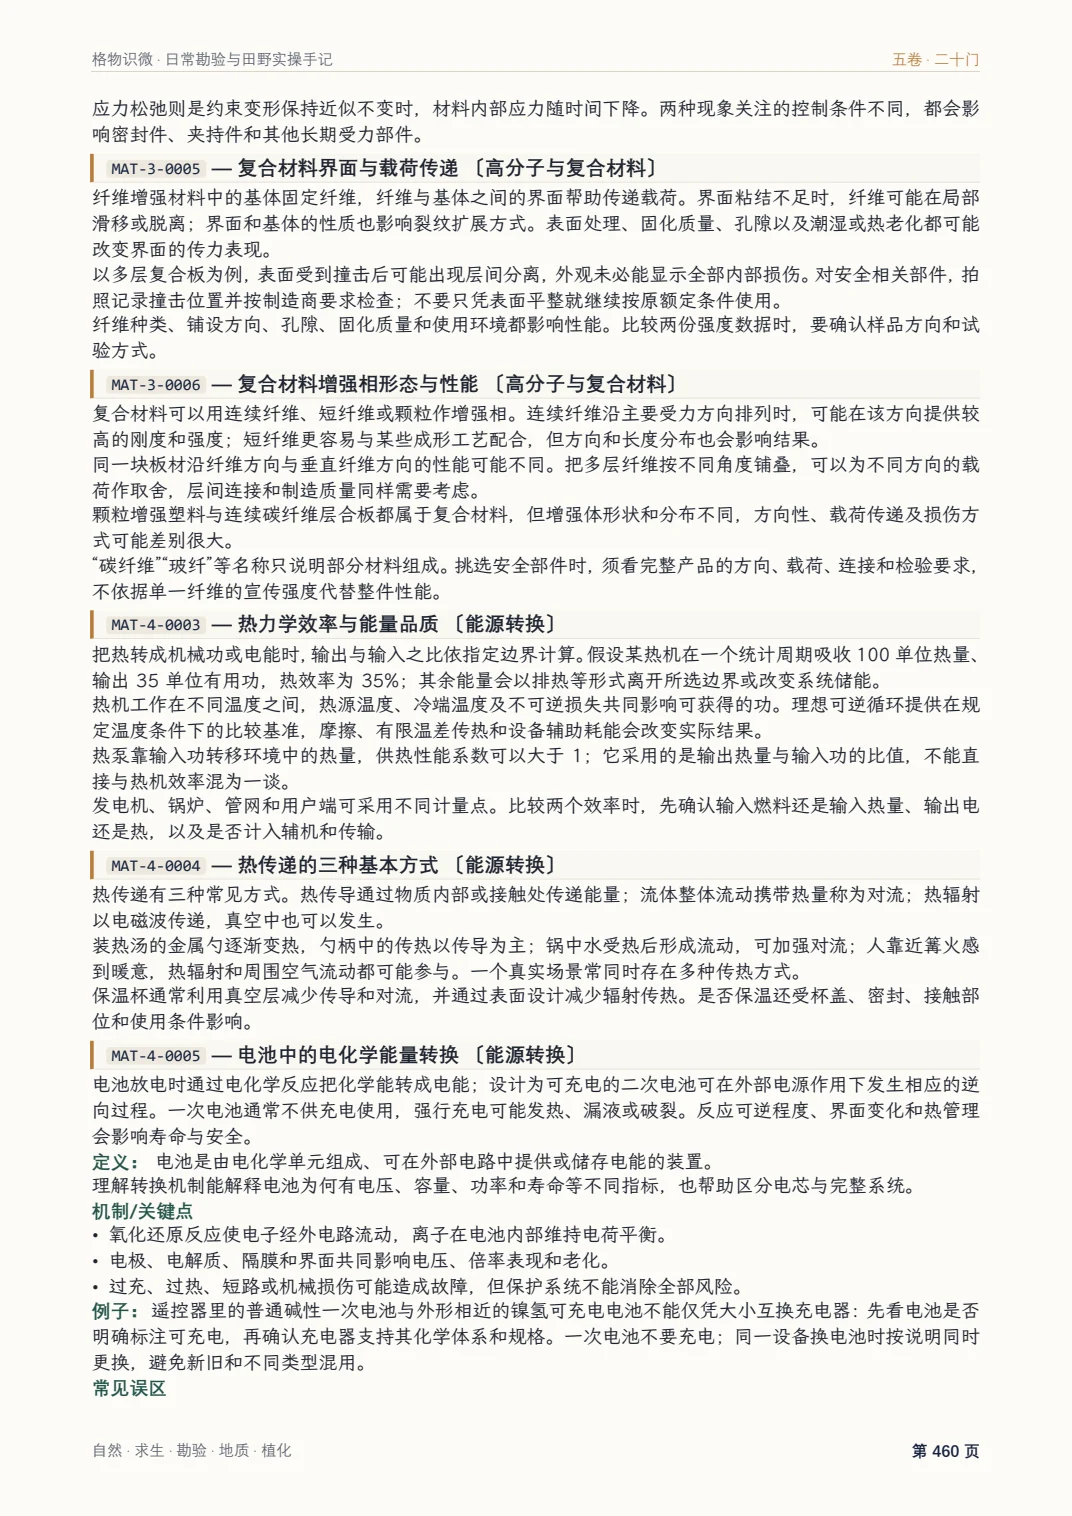 格物识微 · 日常勘验与田野实操手记
五卷 · 二十门
应力松弛则是约束变形保持近似不变时，材料内部应力随时间下降。两种现象关注的控制条件不同，都会影
响密封件、夹持件和其他长期受力部件。
MAT-3-0005 — 复合材料界面与载荷传递 〔高分子与复合材料〕
纤维增强材料中的基体固定纤维，纤维与基体之间的界面帮助传递载荷。界面粘结不足时，纤维可能在局部
滑移或脱离；界面和基体的性质也影响裂纹扩展方式。表面处理、固化质量、孔隙以及潮湿或热老化都可能
改变界面的传力表现。
以多层复合板为例，表面受到撞击后可能出现层间分离，外观未必能显示全部内部损伤。对安全相关部件，拍
照记录撞击位置并按制造商要求检查；不要只凭表面平整就继续按原额定条件使用。
纤维种类、铺设方向、孔隙、固化质量和使用环境都影响性能。比较两份强度数据时，要确认样品方向和试
验方式。
MAT-3-0006 — 复合材料增强相形态与性能 〔高分子与复合材料〕
复合材料可以用连续纤维、短纤维或颗粒作增强相。连续纤维沿主要受力方向排列时，可能在该方向提供较
高的刚度和强度；短纤维更容易与某些成形工艺配合，但方向和长度分布也会影响结果。
同一块板材沿纤维方向与垂直纤维方向的性能可能不同。把多层纤维按不同角度铺叠，可以为不同方向的载
荷作取舍，层间连接和制造质量同样需要考虑。
颗粒增强塑料与连续碳纤维层合板都属于复合材料，但增强体形状和分布不同，方向性、载荷传递及损伤方
式可能差别很大。
“碳纤维”“玻纤”等名称只说明部分材料组成。挑选安全部件时，须看完整产品的方向、载荷、连接和检验要求，
不依据单一纤维的宣传强度代替整件性能。
MAT-4-0003 — 热力学效率与能量品质 〔能源转换〕
把热转成机械功或电能时，输出与输入之比依指定边界计算。假设某热机在一个统计周期吸收 100 单位热量、
输出 35 单位有用功，热效率为 35%；其余能量会以排热等形式离开所选边界或改变系统储能。
热机工作在不同温度之间，热源温度、冷端温度及不可逆损失共同影响可获得的功。理想可逆循环提供在规
定温度条件下的比较基准，摩擦、有限温差传热和设备辅助耗能会改变实际结果。
热泵靠输入功转移环境中的热量，供热性能系数可以大于 1；它采用的是输出热量与输入功的比值，不能直
接与热机效率混为一谈。
发电机、锅炉、管网和用户端可采用不同计量点。比较两个效率时，先确认输入燃料还是输入热量、输出电
还是热，以及是否计入辅机和传输。
MAT-4-0004 — 热传递的三种基本方式 〔能源转换〕
热传递有三种常见方式。热传导通过物质内部或接触处传递能量；流体整体流动携带热量称为对流；热辐射
以电磁波传递，真空中也可以发生。
装热汤的金属勺逐渐变热，勺柄中的传热以传导为主；锅中水受热后形成流动，可加强对流；人靠近篝火感
到暖意，热辐射和周围空气流动都可能参与。一个真实场景常同时存在多种传热方式。
保温杯通常利用真空层减少传导和对流，并通过表面设计减少辐射传热。是否保温还受杯盖、密封、接触部
位和使用条件影响。
MAT-4-0005 — 电池中的电化学能量转换 〔能源转换〕
电池放电时通过电化学反应把化学能转成电能；设计为可充电的二次电池可在外部电源作用下发生相应的逆
向过程。一次电池通常不供充电使用，强行充电可能发热、漏液或破裂。反应可逆程度、界面变化和热管理
会影响寿命与安全。
定义： 电池是由电化学单元组成、可在外部电路中提供或储存电能的装置。
理解转换机制能解释电池为何有电压、容量、功率和寿命等不同指标，也帮助区分电芯与完整系统。
机制/关键点
• 氧化还原反应使电子经外电路流动，离子在电池内部维持电荷平衡。
• 电极、电解质、隔膜和界面共同影响电压、倍率表现和老化。
• 过充、过热、短路或机械损伤可能造成故障，但保护系统不能消除全部风险。
例子：遥控器里的普通碱性一次电池与外形相近的镍氢可充电电池不能仅凭大小互换充电器：先看电池是否
明确标注可充电，再确认充电器支持其化学体系和规格。一次电池不要充电；同一设备换电池时按说明同时
更换，避免新旧和不同类型混用。
常见误区
自然 · 求生 · 勘验 · 地质 · 植化
第 460 页